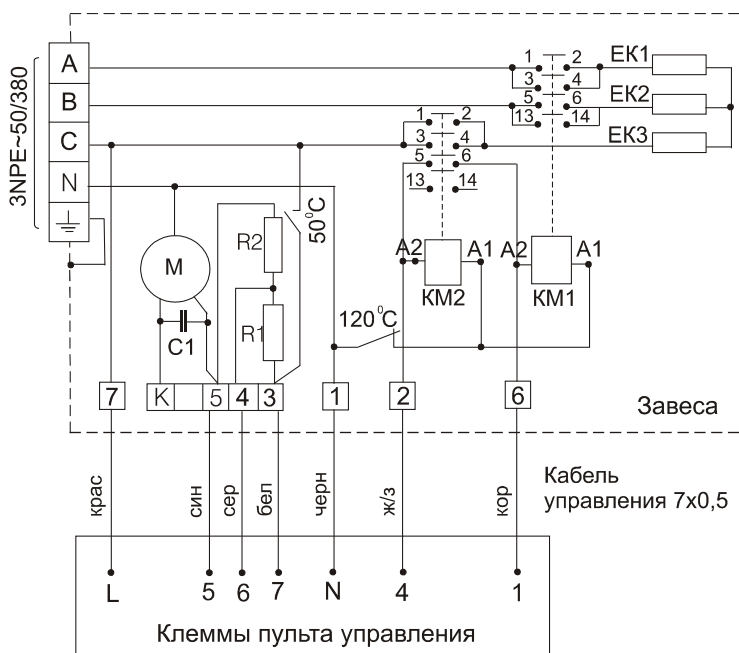 3NPE~50/380
A
B
C
N
1 2
3 4
5 6
13 14
EK1
EK2
EK3
1 2
3 4
5 6
13 14
M
C1
R2
R1
50°C
A2 A1
КМ2
A2 A1
КМ1
120°C
7
K 5 4 3
1
2
6
Завеса
крас
син
сер
бел
черн
ж/з
кор
Кабель
управления 7х0,5
L 5 6 7 N 4 1
Клеммы пульта управления